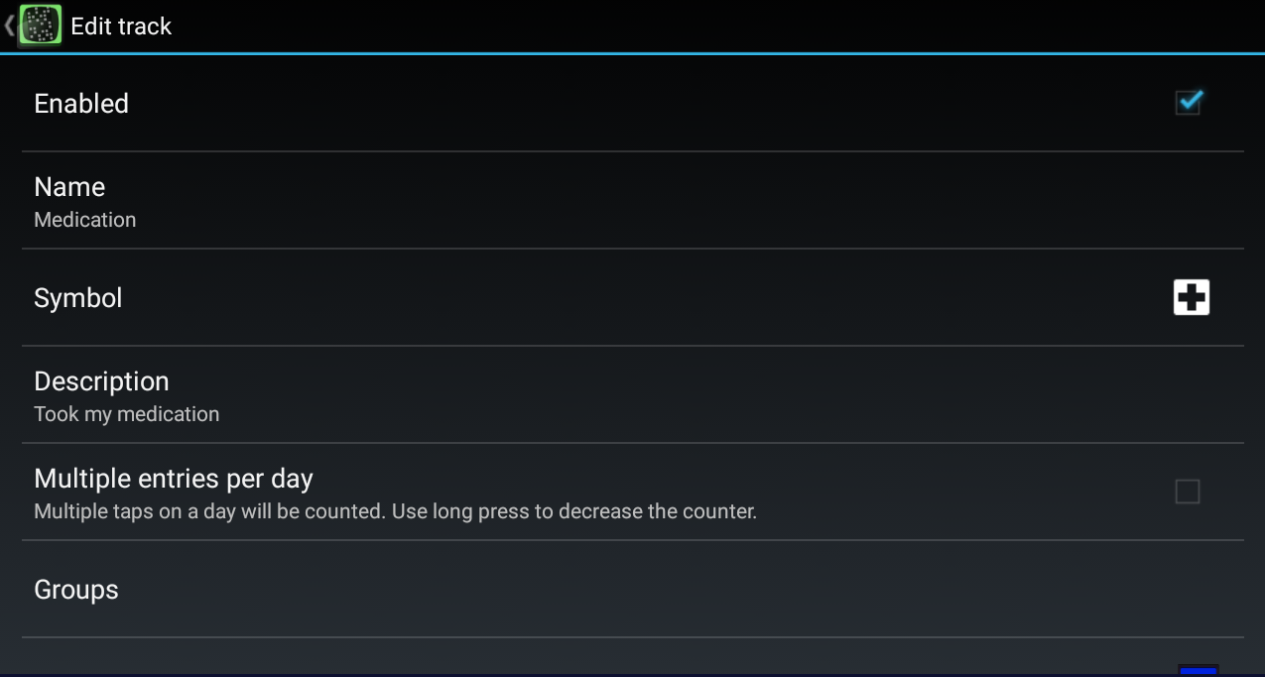 Edit track
Enabled
Name
Medication
Symbol
Description
Took my medication
Multiple entries per day
Multiple taps on a day will be counted. Use long press to decrease the counter.
Groups